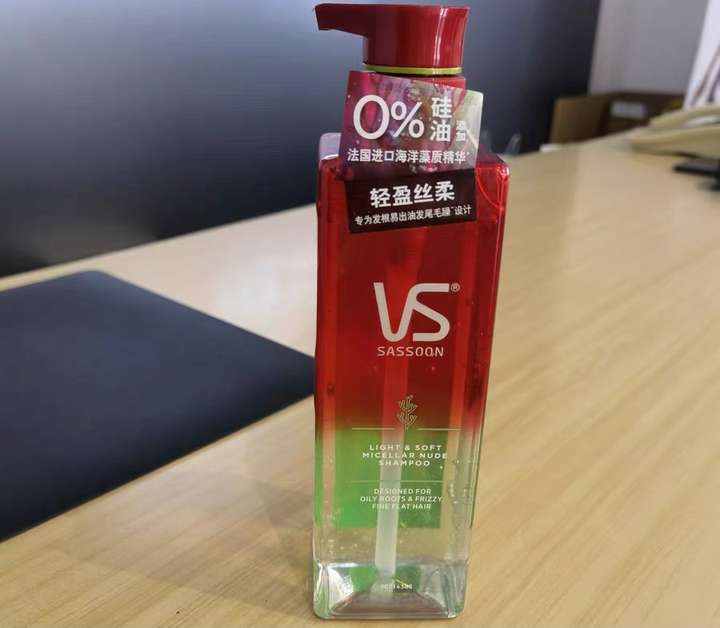 0% 硅油 添加
法国进口海洋藻质精华*
轻盈丝柔
专为发根易出油发尾毛躁*设计
VS®
SASSOON
LIGHT & SOFT
MICELLAR NUDE
SHAMPOO
DESIGNED FOR
OILY ROOTS & FRIZZY,
FINE FLAT HAIR